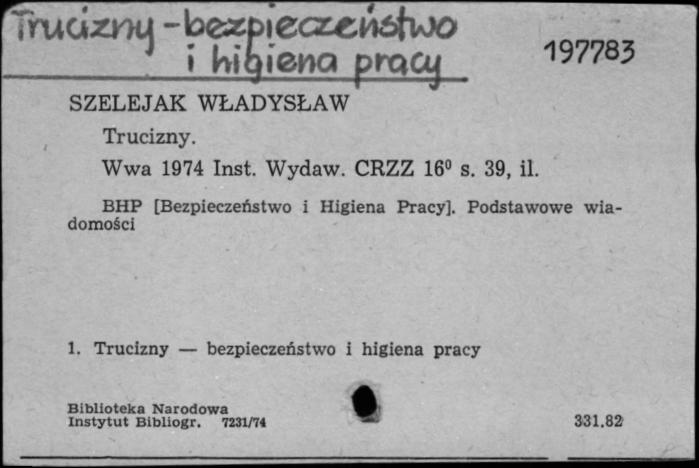 Trucizny - bezpieczeństwo
i higiena pracy
197783
SZELEJAK WŁADYSŁAW
Trucizny.
Wwa 1974 Inst. Wydaw. CRZZ 16⁰ s. 39, il.
BHP [Bezpieczeństwo i Higiena Pracy]. Podstawowe wia-
domości
1. Trucizny — bezpieczeństwo i higiena pracy
Biblioteka Narodowa
Instytut Bibliogr. 7231/74
331.82